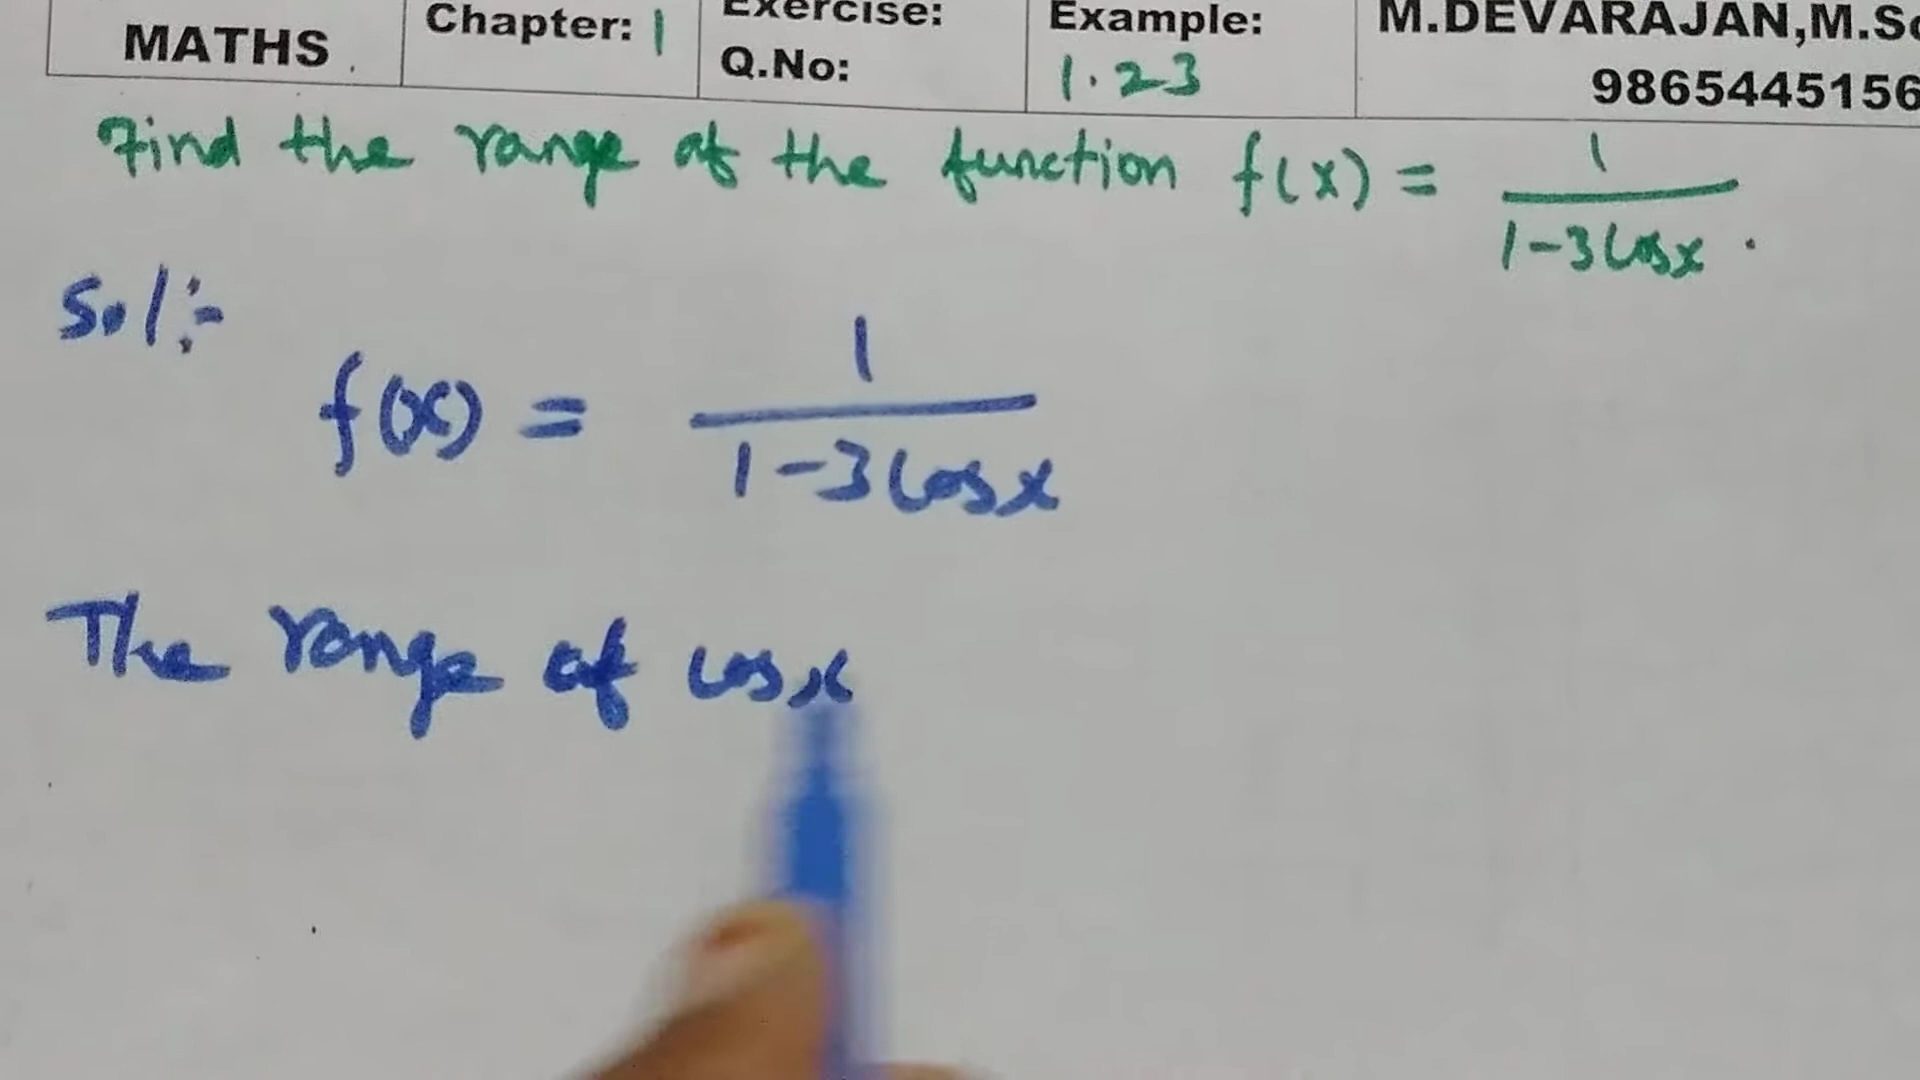 MATHS Chapter: 1 Exercise: Example: M.DEVARAJAN,M.Sc
Q.No: 1.23 9865445156
Find the range of the function f(x) = 1/(1-3cosx).
Sol:-
f(x) = 1/(1-3cosx)
The range of cosx